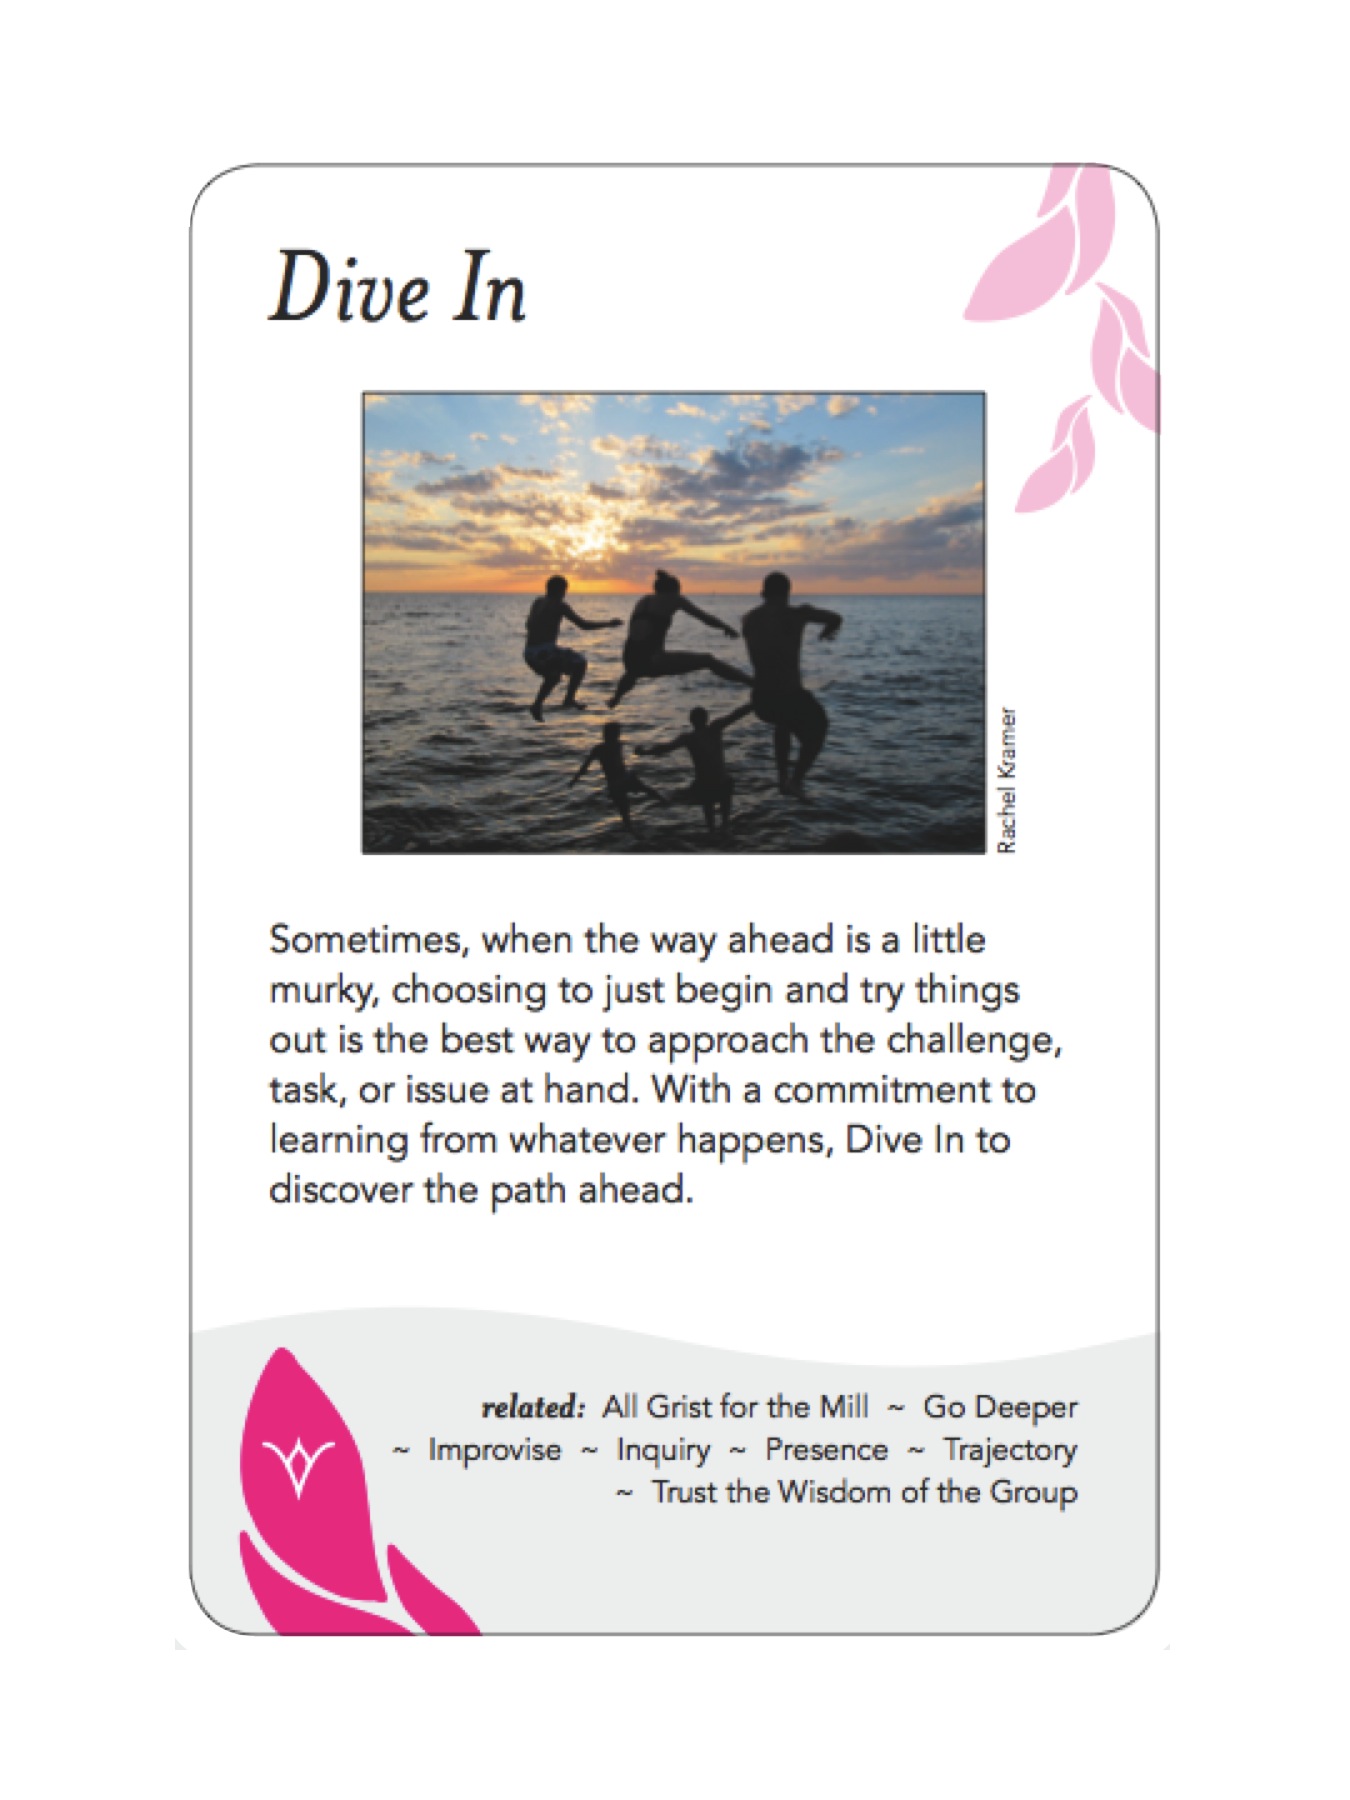 Dive In
Rachel Kramer
Sometimes, when the way ahead is a little
murky, choosing to just begin and try things
out is the best way to approach the challenge,
task, or issue at hand. With a commitment to
learning from whatever happens, Dive In to
discover the path ahead.
related: All Grist for the Mill ~ Go Deeper
~ Improvise ~ Inquiry ~ Presence ~ Trajectory
~ Trust the Wisdom of the Group